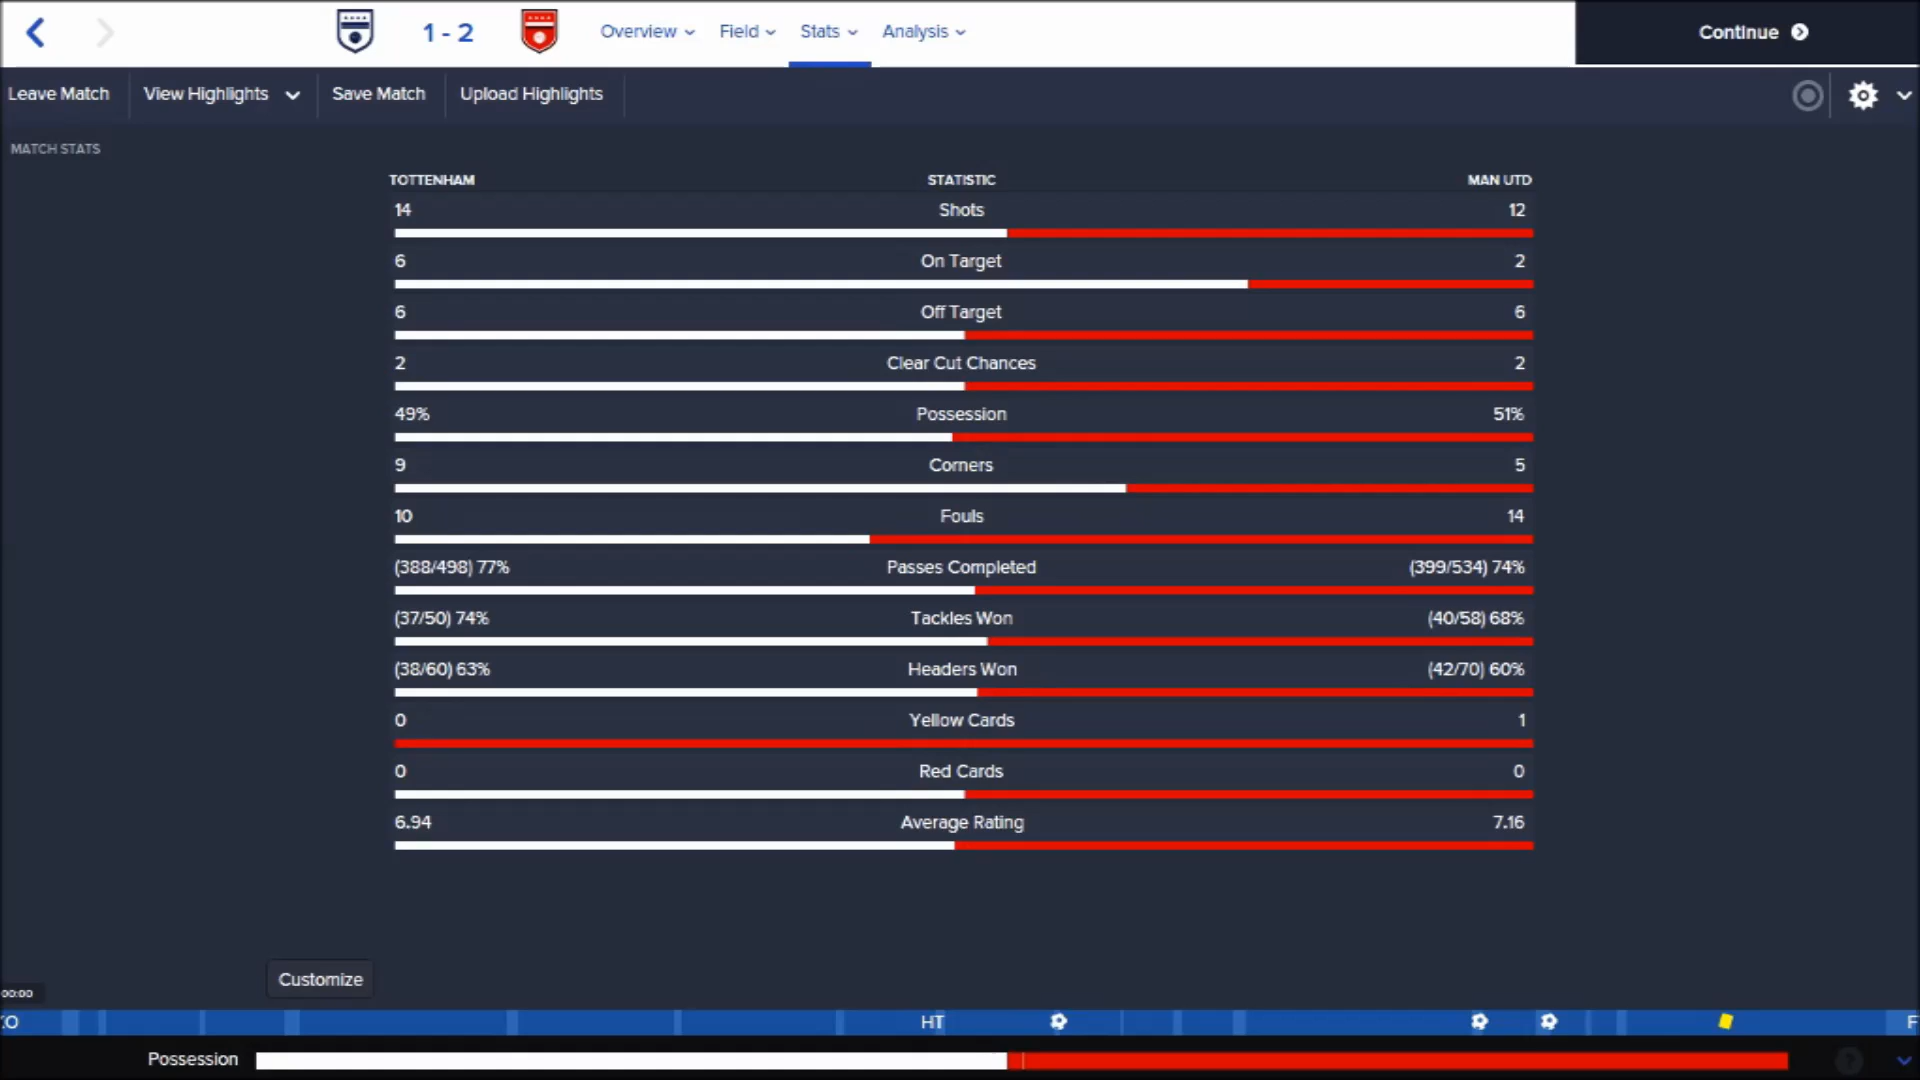 1 - 2
Overview
Field
Stats
Analysis
Continue
Leave Match
View Highlights
Save Match
Upload Highlights
MATCH STATS
TOTTENHAM STATISTIC MAN UTD
14 Shots 12
6 On Target 2
6 Off Target 6
2 Clear Cut Chances 2
49% Possession 51%
9 Corners 5
10 Fouls 14
(388/498) 77% Passes Completed (399/534) 74%
(37/50) 74% Tackles Won (40/58) 68%
(38/60) 63% Headers Won (42/70) 60%
0 Yellow Cards 1
0 Red Cards 0
6.94 Average Rating 7.16
Customize
00:00
HT
Possession